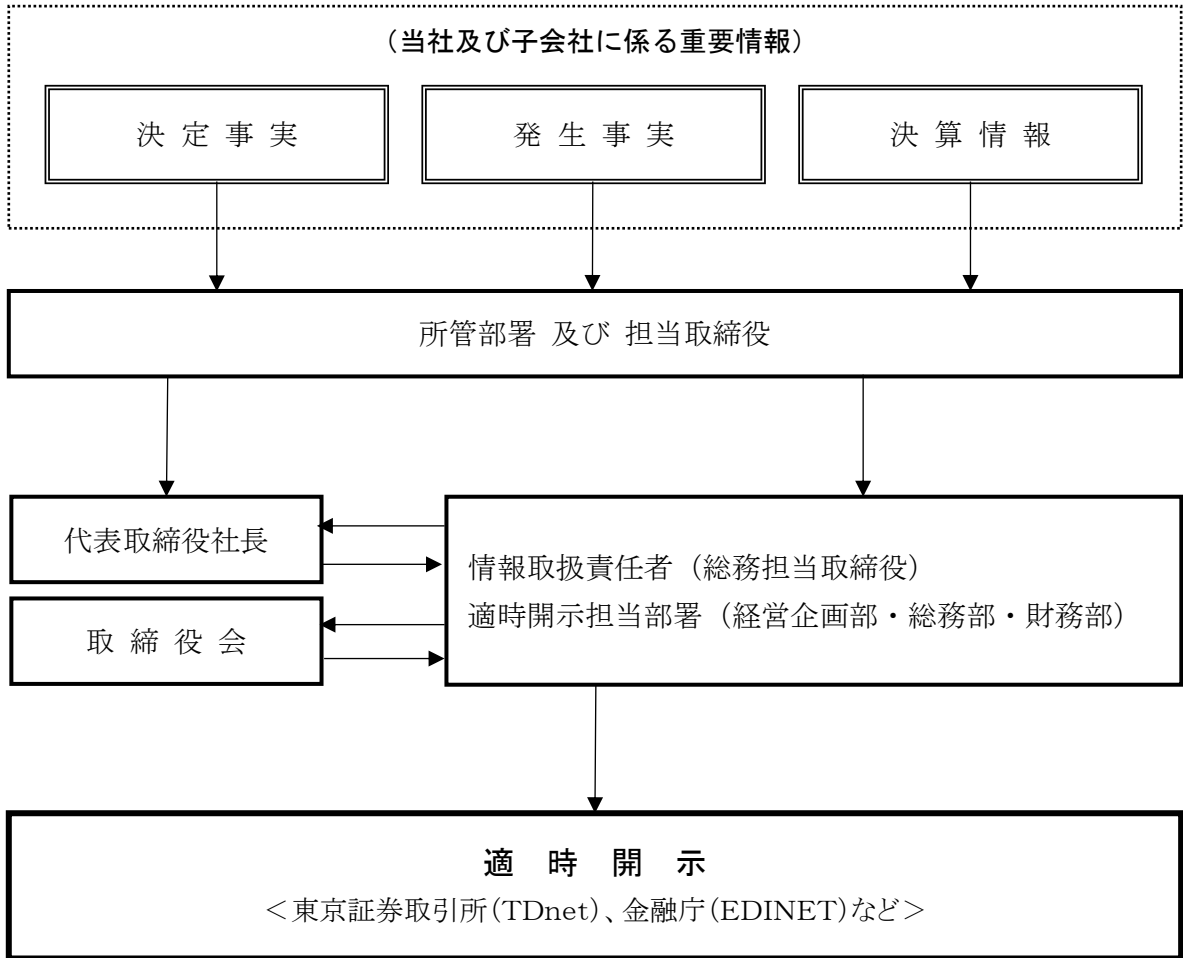 (当社及び子会社に係る重要情報)
決 定 事 実
発 生 事 実
決 算 情 報
所管部署 及び 担当取締役
代表取締役社長
取 締 役 会
情報取扱責任者(総務担当取締役)
適時開示担当部署(経営企画部・総務部・財務部)
適 時 開 示
<東京証券取引所(TDnet)、金融庁(EDINET)など>